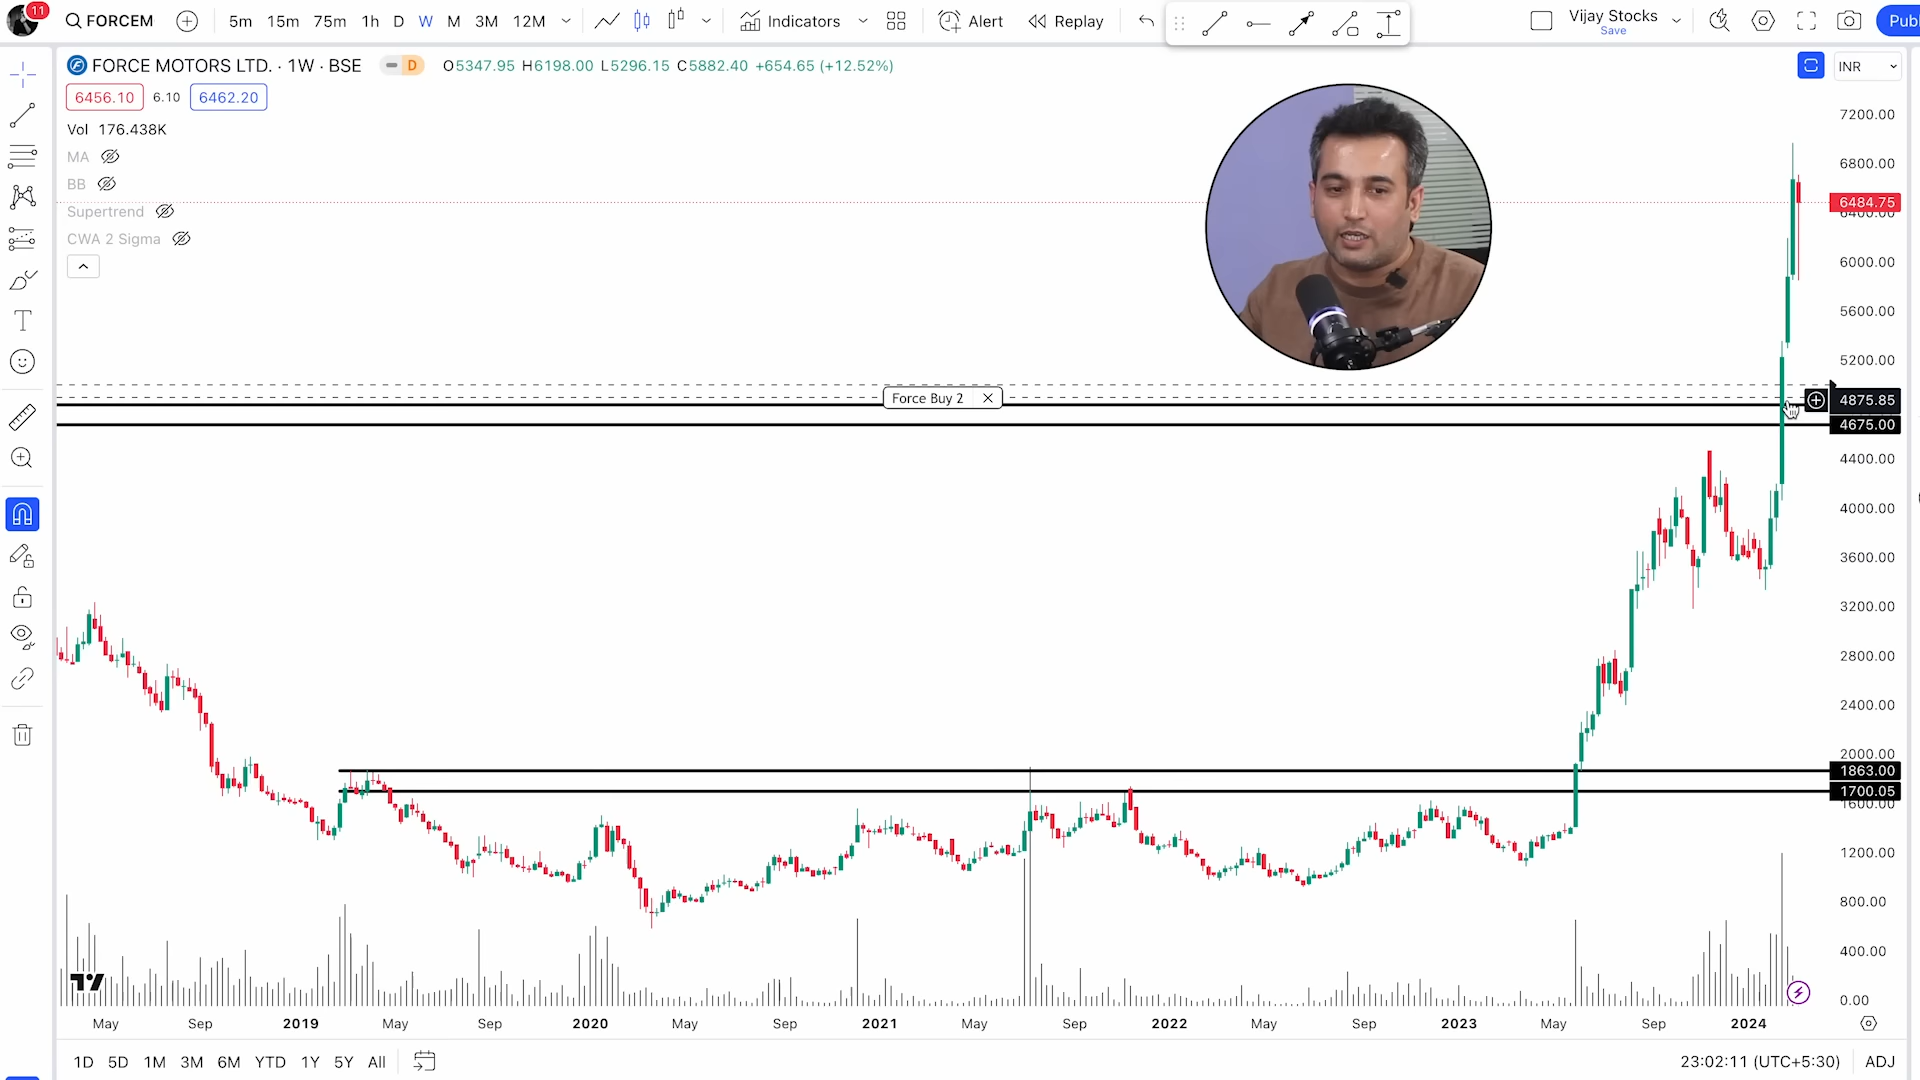 11
FORCEM
5m 15m 75m 1h D W M 3M 12M
Indicators
Alert
Replay
Vijay Stocks
Save
Publ
FORCE MOTORS LTD. · 1W · BSE
D
O5347.95 H6198.00 L5296.15 C5882.40 +654.65 (+12.52%)
INR
6456.10 6.10 6462.20
Vol 176.438K
MA
BB
Supertrend
CWA 2 Sigma
7200.00
6800.00
6484.75
6400.00
6000.00
5600.00
5200.00
Force Buy 2
4875.85
4675.00
4400.00
4000.00
3600.00
3200.00
2800.00
2400.00
2000.00
1863.00
1700.05
1600.00
1200.00
800.00
400.00
0.00
May Sep 2019 May Sep 2020 May Sep 2021 May Sep 2022 May Sep 2023 May Sep 2024
1D 5D 1M 3M 6M YTD 1Y 5Y All
23:02:11 (UTC+5:30) ADJ